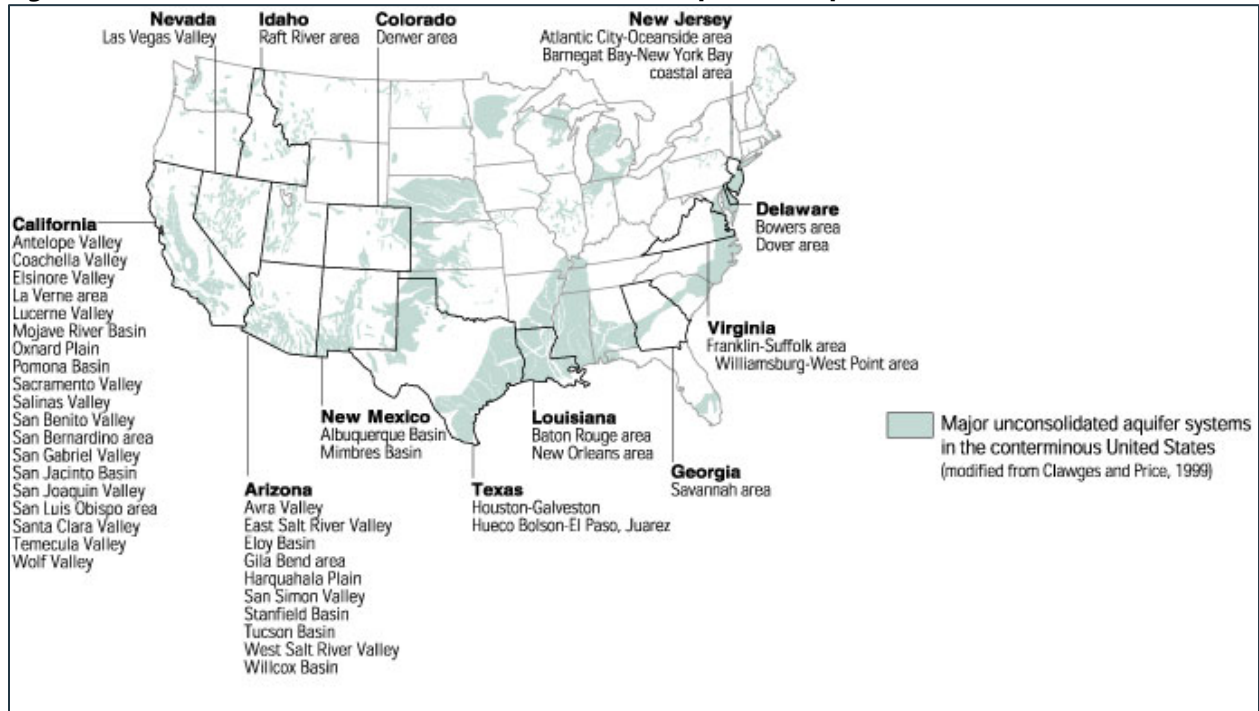 Nevada
Las Vegas Valley
Idaho
Raft River area
Colorado
Denver area
New Jersey
Atlantic City-Oceanside area
Barnegat Bay-New York Bay
coastal area
California
Antelope Valley
Coachella Valley
Elsinore Valley
La Verne area
Lucerne Valley
Mojave River Basin
Oxnard Plain
Pomona Basin
Sacramento Valley
Salinas Valley
San Benito Valley
San Bernardino area
San Gabriel Valley
San Jacinto Basin
San Joaquin Valley
San Luis Obispo area
Santa Clara Valley
Temecula Valley
Wolf Valley
Delaware
Bowers area
Dover area
Virginia
Franklin-Suffolk area
Williamsburg-West Point area
New Mexico
Albuquerque Basin
Mimbres Basin
Louisiana
Baton Rouge area
New Orleans area
Georgia
Savannah area
Arizona
Avra Valley
East Salt River Valley
Eloy Basin
Gila Bend area
Harquahala Plain
San Simon Valley
Stanfield Basin
Tucson Basin
West Salt River Valley
Willcox Basin
Texas
Houston-Galveston
Hueco Bolson-El Paso, Juarez
Major unconsolidated aquifer systems
in the conterminous United States
(modified from Clawges and Price, 1999)